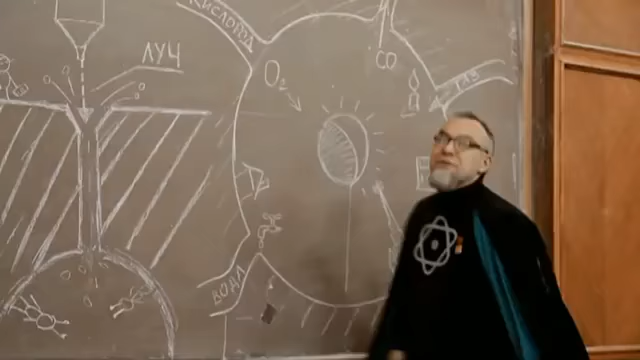 КИСЛОРОД
ЛУЧ
CO
O₂
ГАЗ
ВОДА